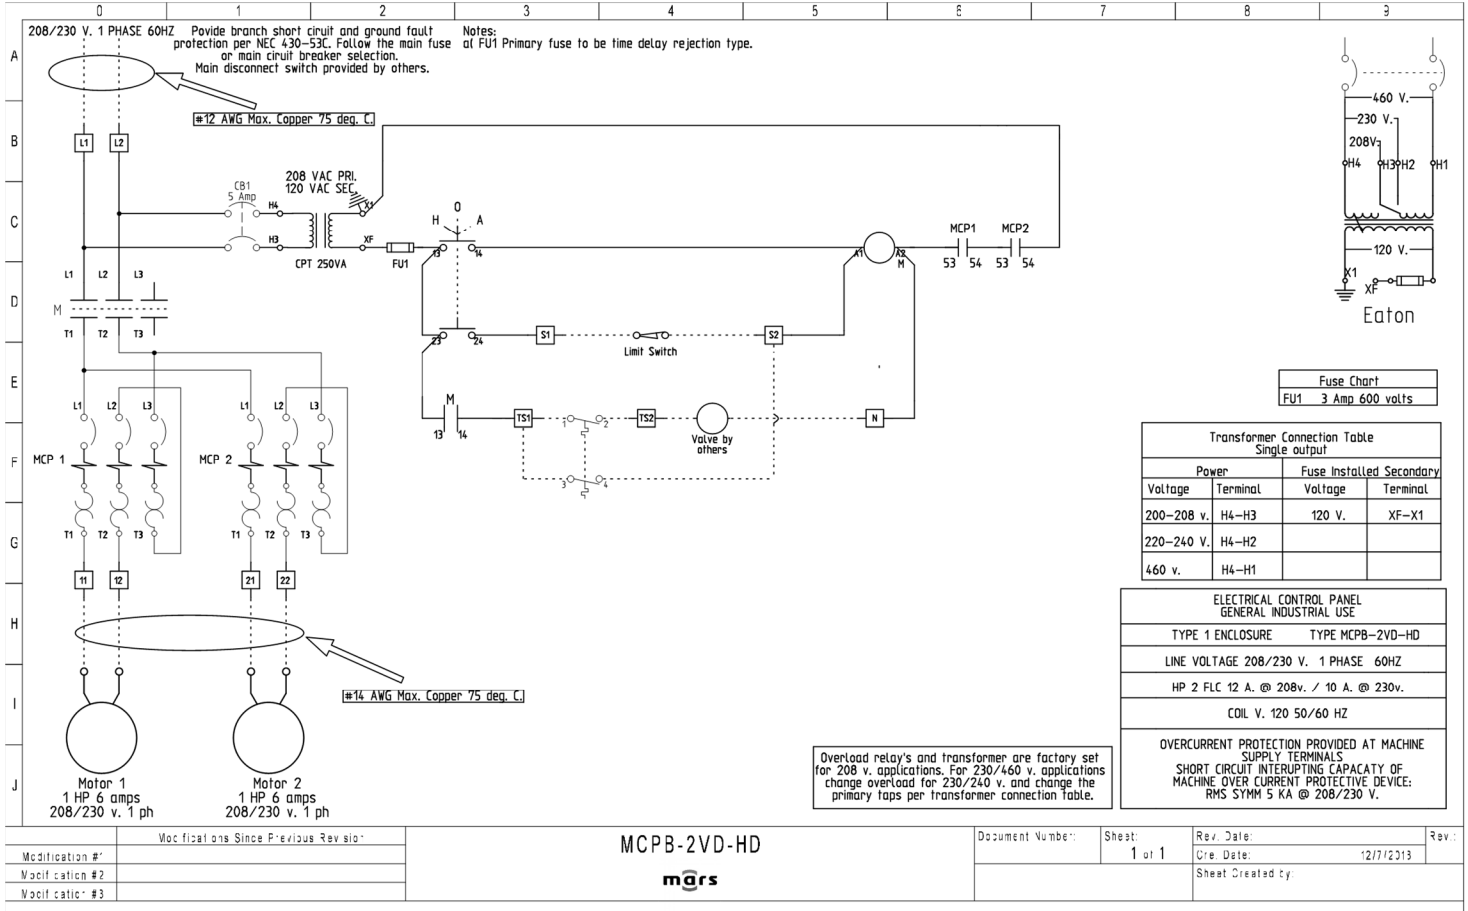 0 1 2 3 4 5 6 7 8 9
A
B
C
D
E
F
G
H
I
J
208/230 V. 1 PHASE 60HZ
Povide branch short ciruit and ground fault
protection per NEC 430-53C. Follow the main fuse
or main ciruit breaker selection.
Main disconnect switch provided by others.
Notes:
a( FU1 Primary fuse to be time delay rejection type.
#12 AWG Max. Copper 75 deg. C.
L1 L2
CB1
5 Amp
208 VAC PRI.
120 VAC SEC.
H4 X1
H3 XF
CPT 250VA
FU1
O
H A
13 14
A1 A2
M
MCP1 MCP2
53 54 53 54
L1 L2 L3
M
T1 T2 T3
23 24
S1 S2
Limit Switch
M
13 14
TS1
1 2
TS2
Valve by
others
N
3 4
L1 L2 L3 L1 L2 L3
MCP 1 MCP 2
T1 T2 T3 T1 T2 T3
11 12 21 22
#14 AWG Max. Copper 75 deg. C.
Motor 1
1 HP 6 amps
208/230 v. 1 ph
Motor 2
1 HP 6 amps
208/230 v. 1 ph
460 V.
230 V.
208V
H4 H3 H2 H1
120 V.
X1
XF
Eaton
Fuse Chart
FU1 3 Amp 600 volts
Transformer Connection Table
Single output
Power Fuse Installed Secondary
Voltage Terminal Voltage Terminal
200-208 v. H4-H3 120 V. XF-X1
220-240 V. H4-H2
460 v. H4-H1
ELECTRICAL CONTROL PANEL
GENERAL INDUSTRIAL USE
TYPE 1 ENCLOSURE TYPE MCPB-2VD-HD
LINE VOLTAGE 208/230 V. 1 PHASE 60HZ
HP 2 FLC 12 A. @ 208v. / 10 A. @ 230v.
COIL V. 120 50/60 HZ
OVERCURRENT PROTECTION PROVIDED AT MACHINE
SUPPLY TERMINALS
SHORT CIRCUIT INTERUPTING CAPACATY OF
MACHINE OVER CURRENT PROTECTIVE DEVICE:
RMS SYMM 5 KA @ 208/230 V.
Overload relay's and transformer are factory set
for 208 v. applications. For 230/460 v. applications
change overload for 230/240 v. and change the
primary taps per transformer connection table.
Modifications Since Previous Revision
Modification #1
Modification #2
Modification #3
MCPB-2VD-HD
mars
Document Number:
Sheet:
1 of 1
Rev. Date:
Cre. Date: 12/7/2013
Sheet Created by:
Rev.: